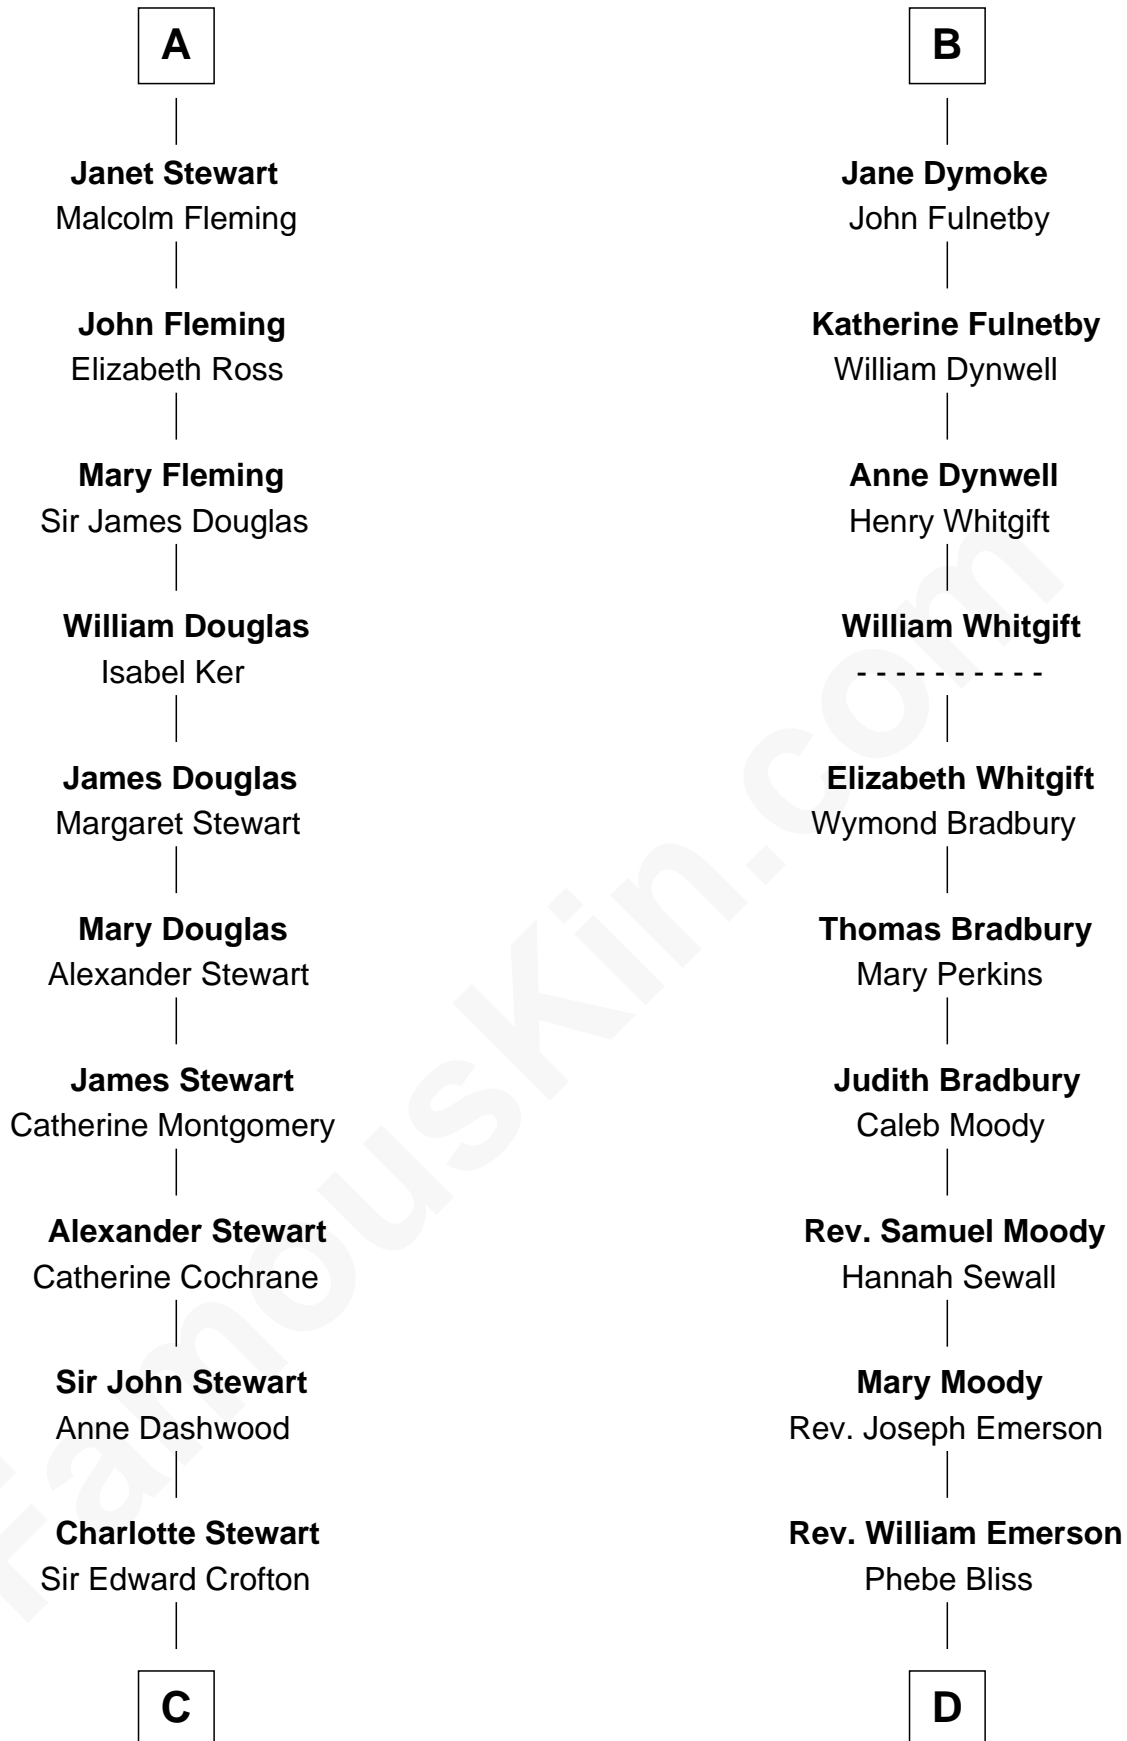 A
Janet Stewart
Malcolm Fleming
John Fleming
Elizabeth Ross
Mary Fleming
Sir James Douglas
William Douglas
Isabel Ker
James Douglas
Margaret Stewart
Mary Douglas
Alexander Stewart
James Stewart
Catherine Montgomery
Alexander Stewart
Catherine Cochrane
Sir John Stewart
Anne Dashwood
Charlotte Stewart
Sir Edward Crofton
C
B
Jane Dymoke
John Fulnetby
Katherine Fulnetby
William Dynwell
Anne Dynwell
Henry Whitgift
William Whitgift
- - - - - - - - - -
Elizabeth Whitgift
Wymond Bradbury
Thomas Bradbury
Mary Perkins
Judith Bradbury
Caleb Moody
Rev. Samuel Moody
Hannah Sewall
Mary Moody
Rev. Joseph Emerson
Rev. William Emerson
Phebe Bliss
D
FamousKin.com